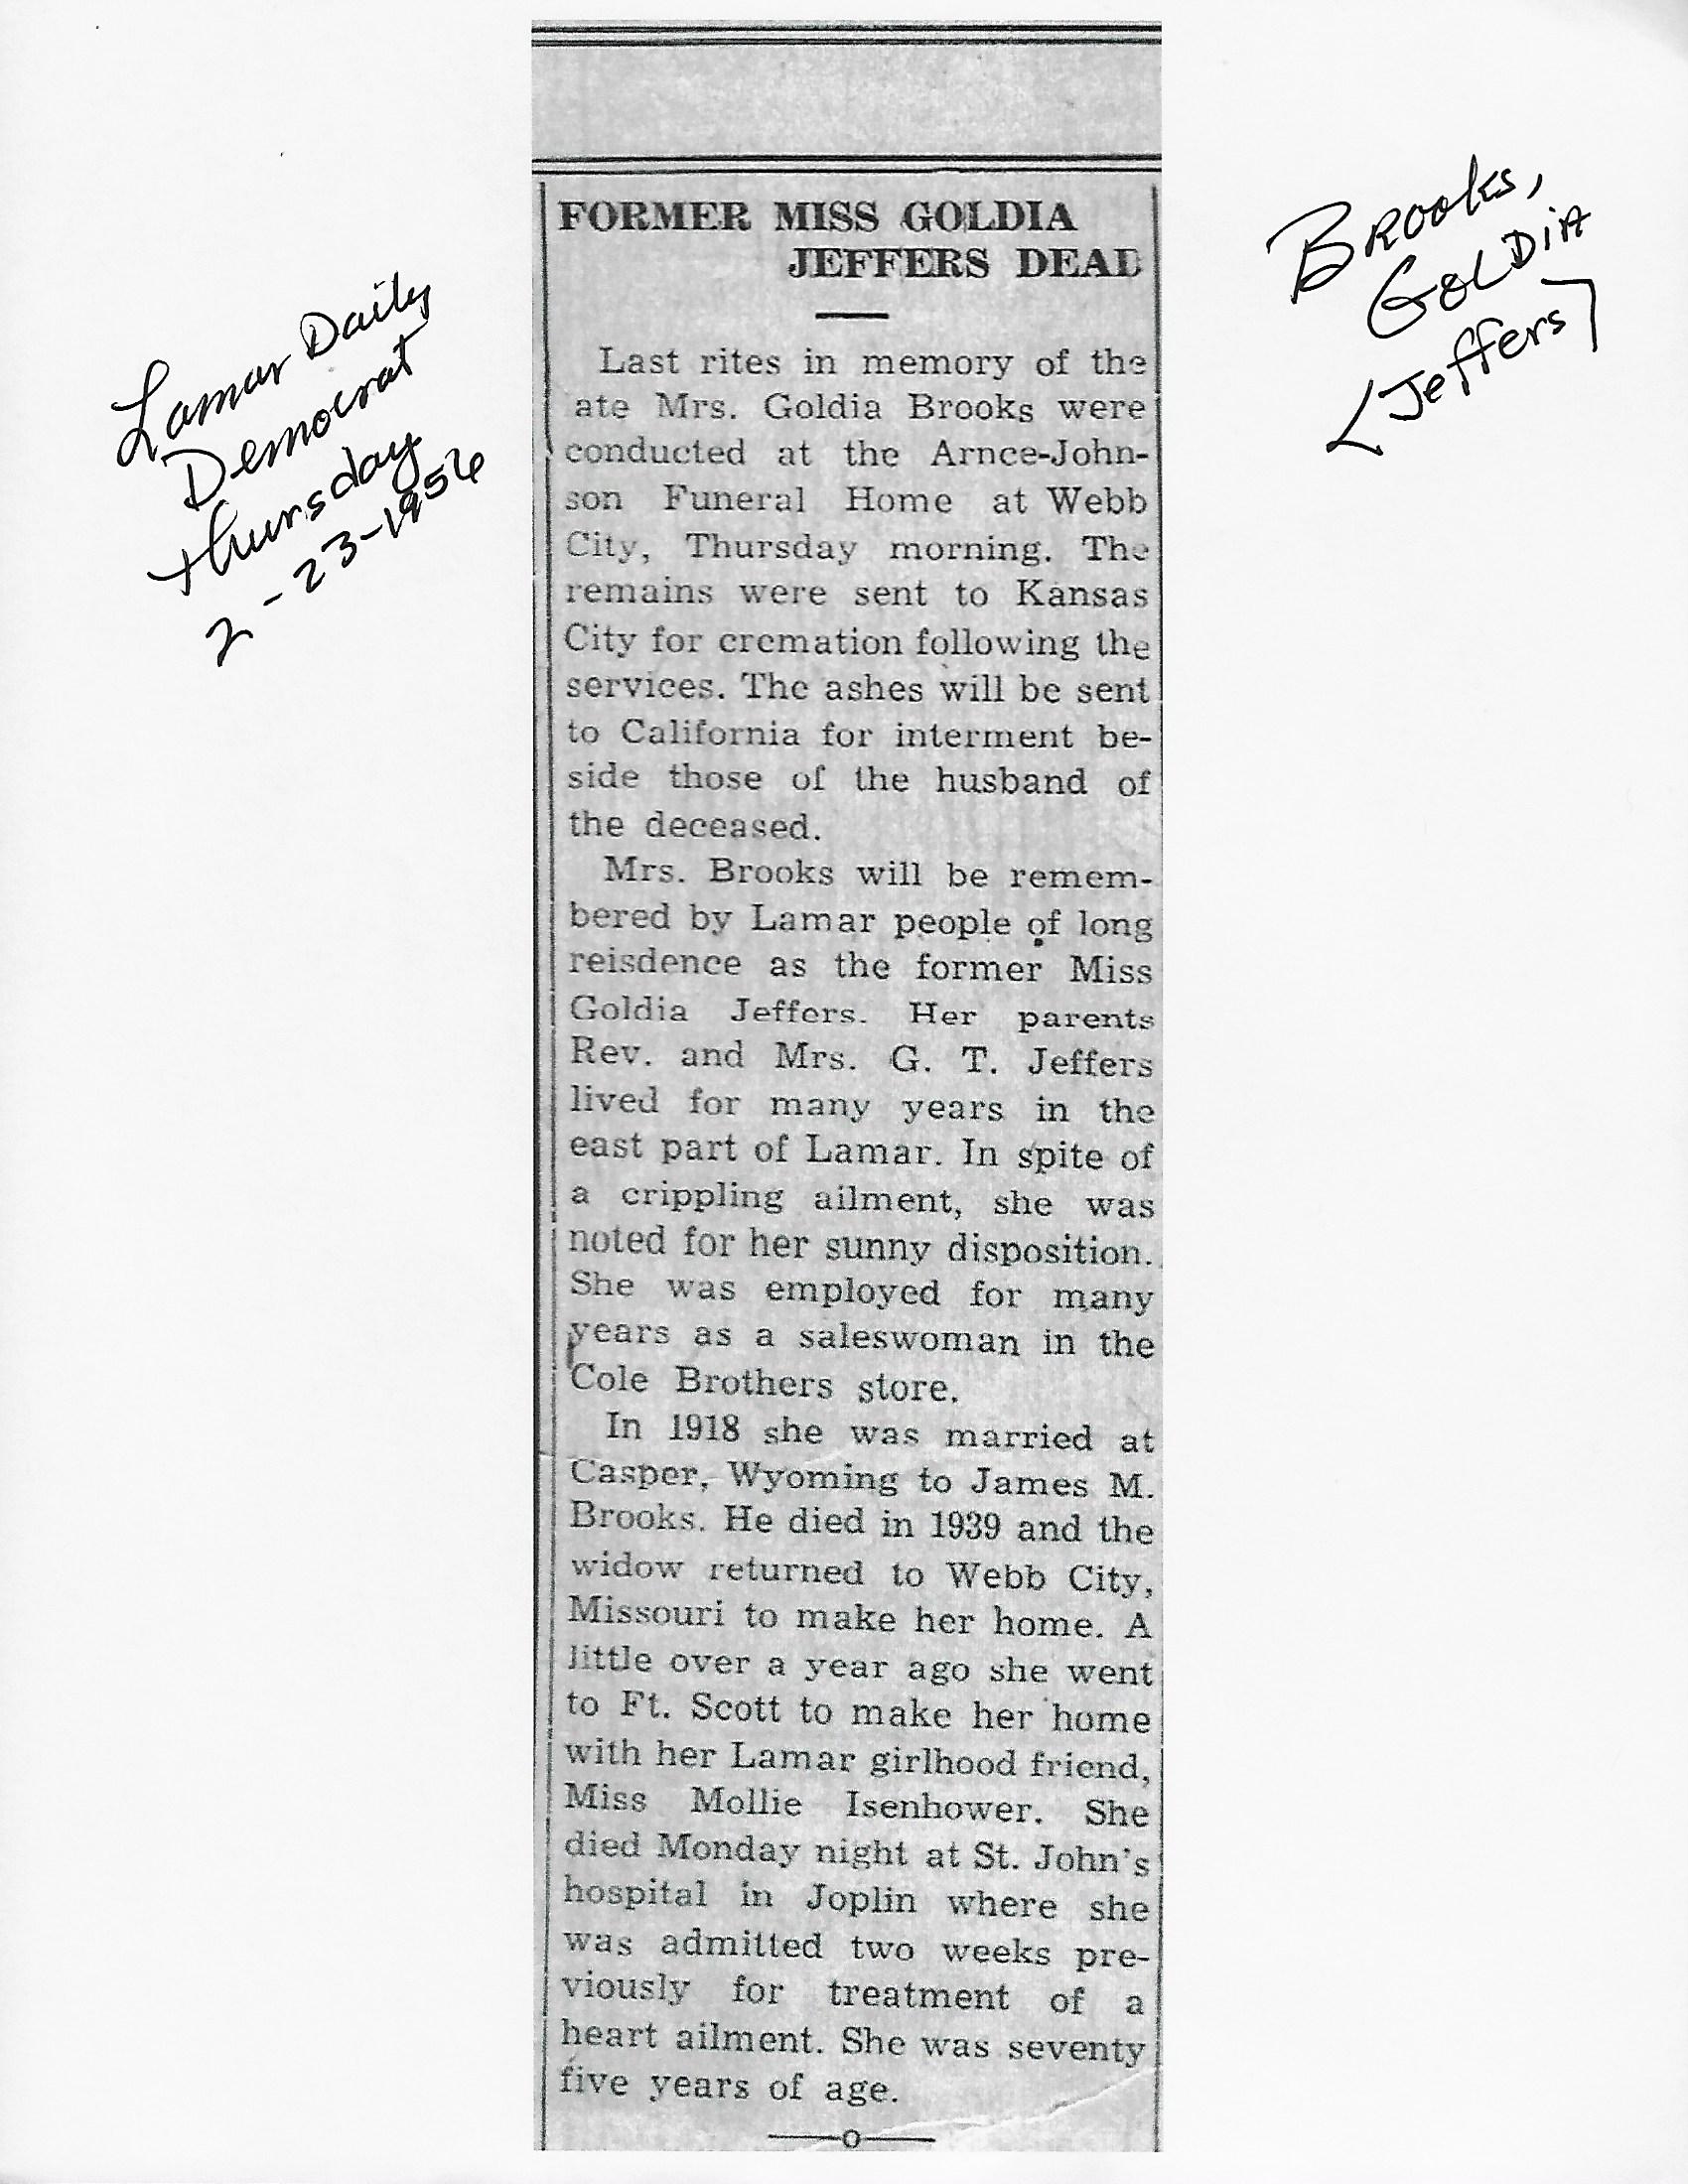 Lamar Daily
Democrat
thursday
2-23-1956
Brooks,
GOLDIA
<Jeffers>
FORMER MISS GOLDIA
JEFFERS DEAD
Last rites in memory of the
ate Mrs. Goldia Brooks were
conducted at the Arnce-John-
son Funeral Home at Webb
City, Thursday morning. The
remains were sent to Kansas
City for cremation following the
services. The ashes will be sent
to California for interment be-
side those of the husband of
the deceased.
Mrs. Brooks will be remem-
bered by Lamar people of long
reisdence as the former Miss
Goldia Jeffers. Her parents
Rev. and Mrs. G. T. Jeffers
lived for many years in the
east part of Lamar. In spite of
a crippling ailment, she was
noted for her sunny disposition.
She was employed for many
years as a saleswoman in the
Cole Brothers store.
In 1918 she was married at
Casper, Wyoming to James M.
Brooks. He died in 1939 and the
widow returned to Webb City,
Missouri to make her home. A
little over a year ago she went
to Ft. Scott to make her home
with her Lamar girlhood friend,
Miss Mollie Isenhower. She
died Monday night at St. John's
hospital in Joplin where she
was admitted two weeks pre-
viously for treatment of a
heart ailment. She was seventy
five years of age.